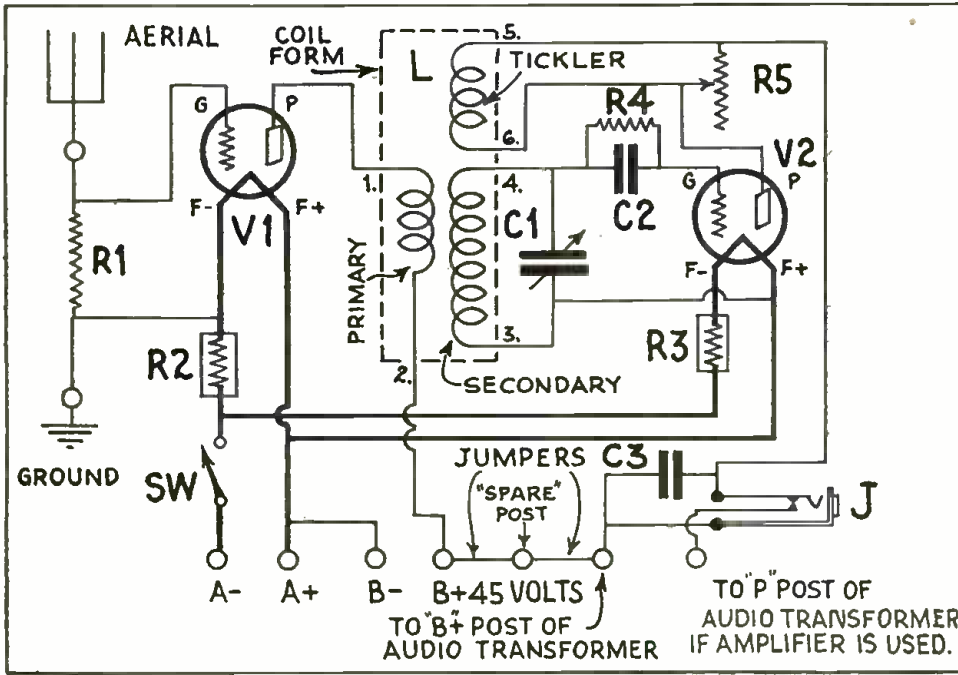 AERIAL
COIL
FORM
L
5.
TICKLER
R5
G
P
R4
6.
V2
1.
4.
G
P
F-
F+
V1
C1
C2
R1
PRIMARY
F-
F+
R2
3.
R3
2.
SECONDARY
GROUND
SW
JUMPERS
C3
"SPARE"
POST
J
A-
A+
B-
B+45 VOLTS
TO "B+" POST OF
AUDIO TRANSFORMER
TO "P" POST OF
AUDIO TRANSFORMER
IF AMPLIFIER IS USED.